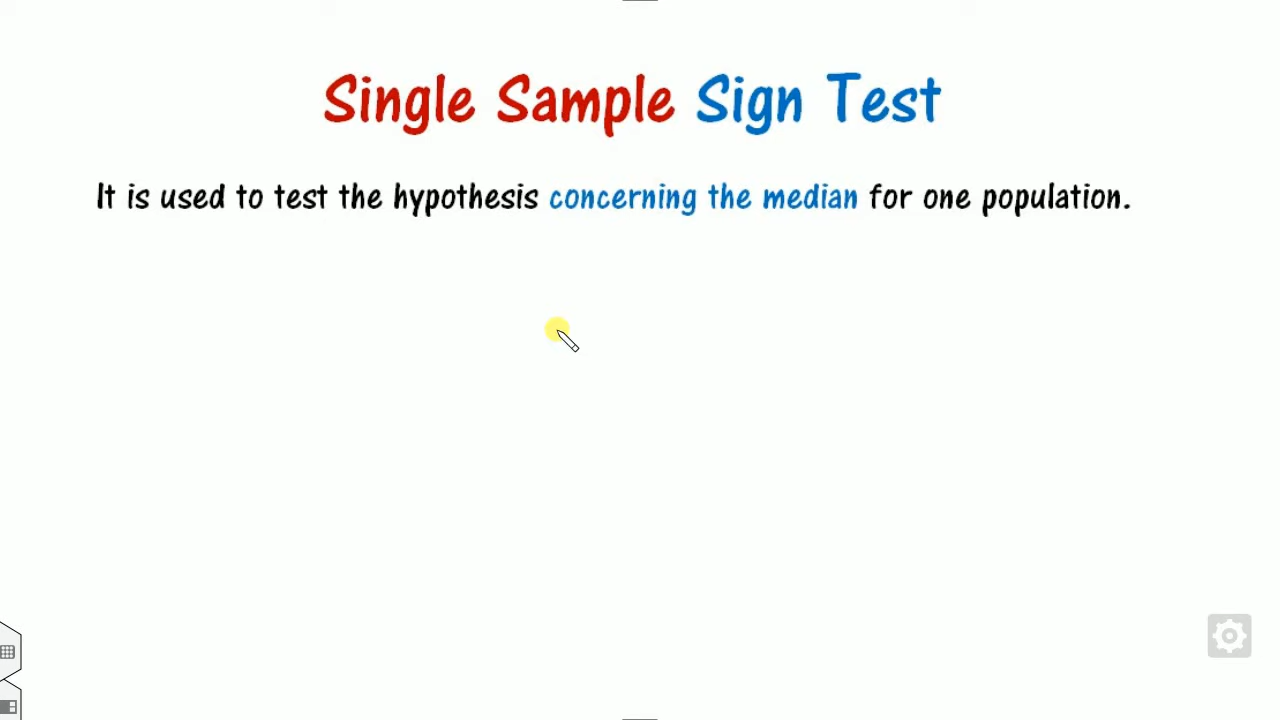 Single Sample Sign Test
It is used to test the hypothesis concerning the median for one population.